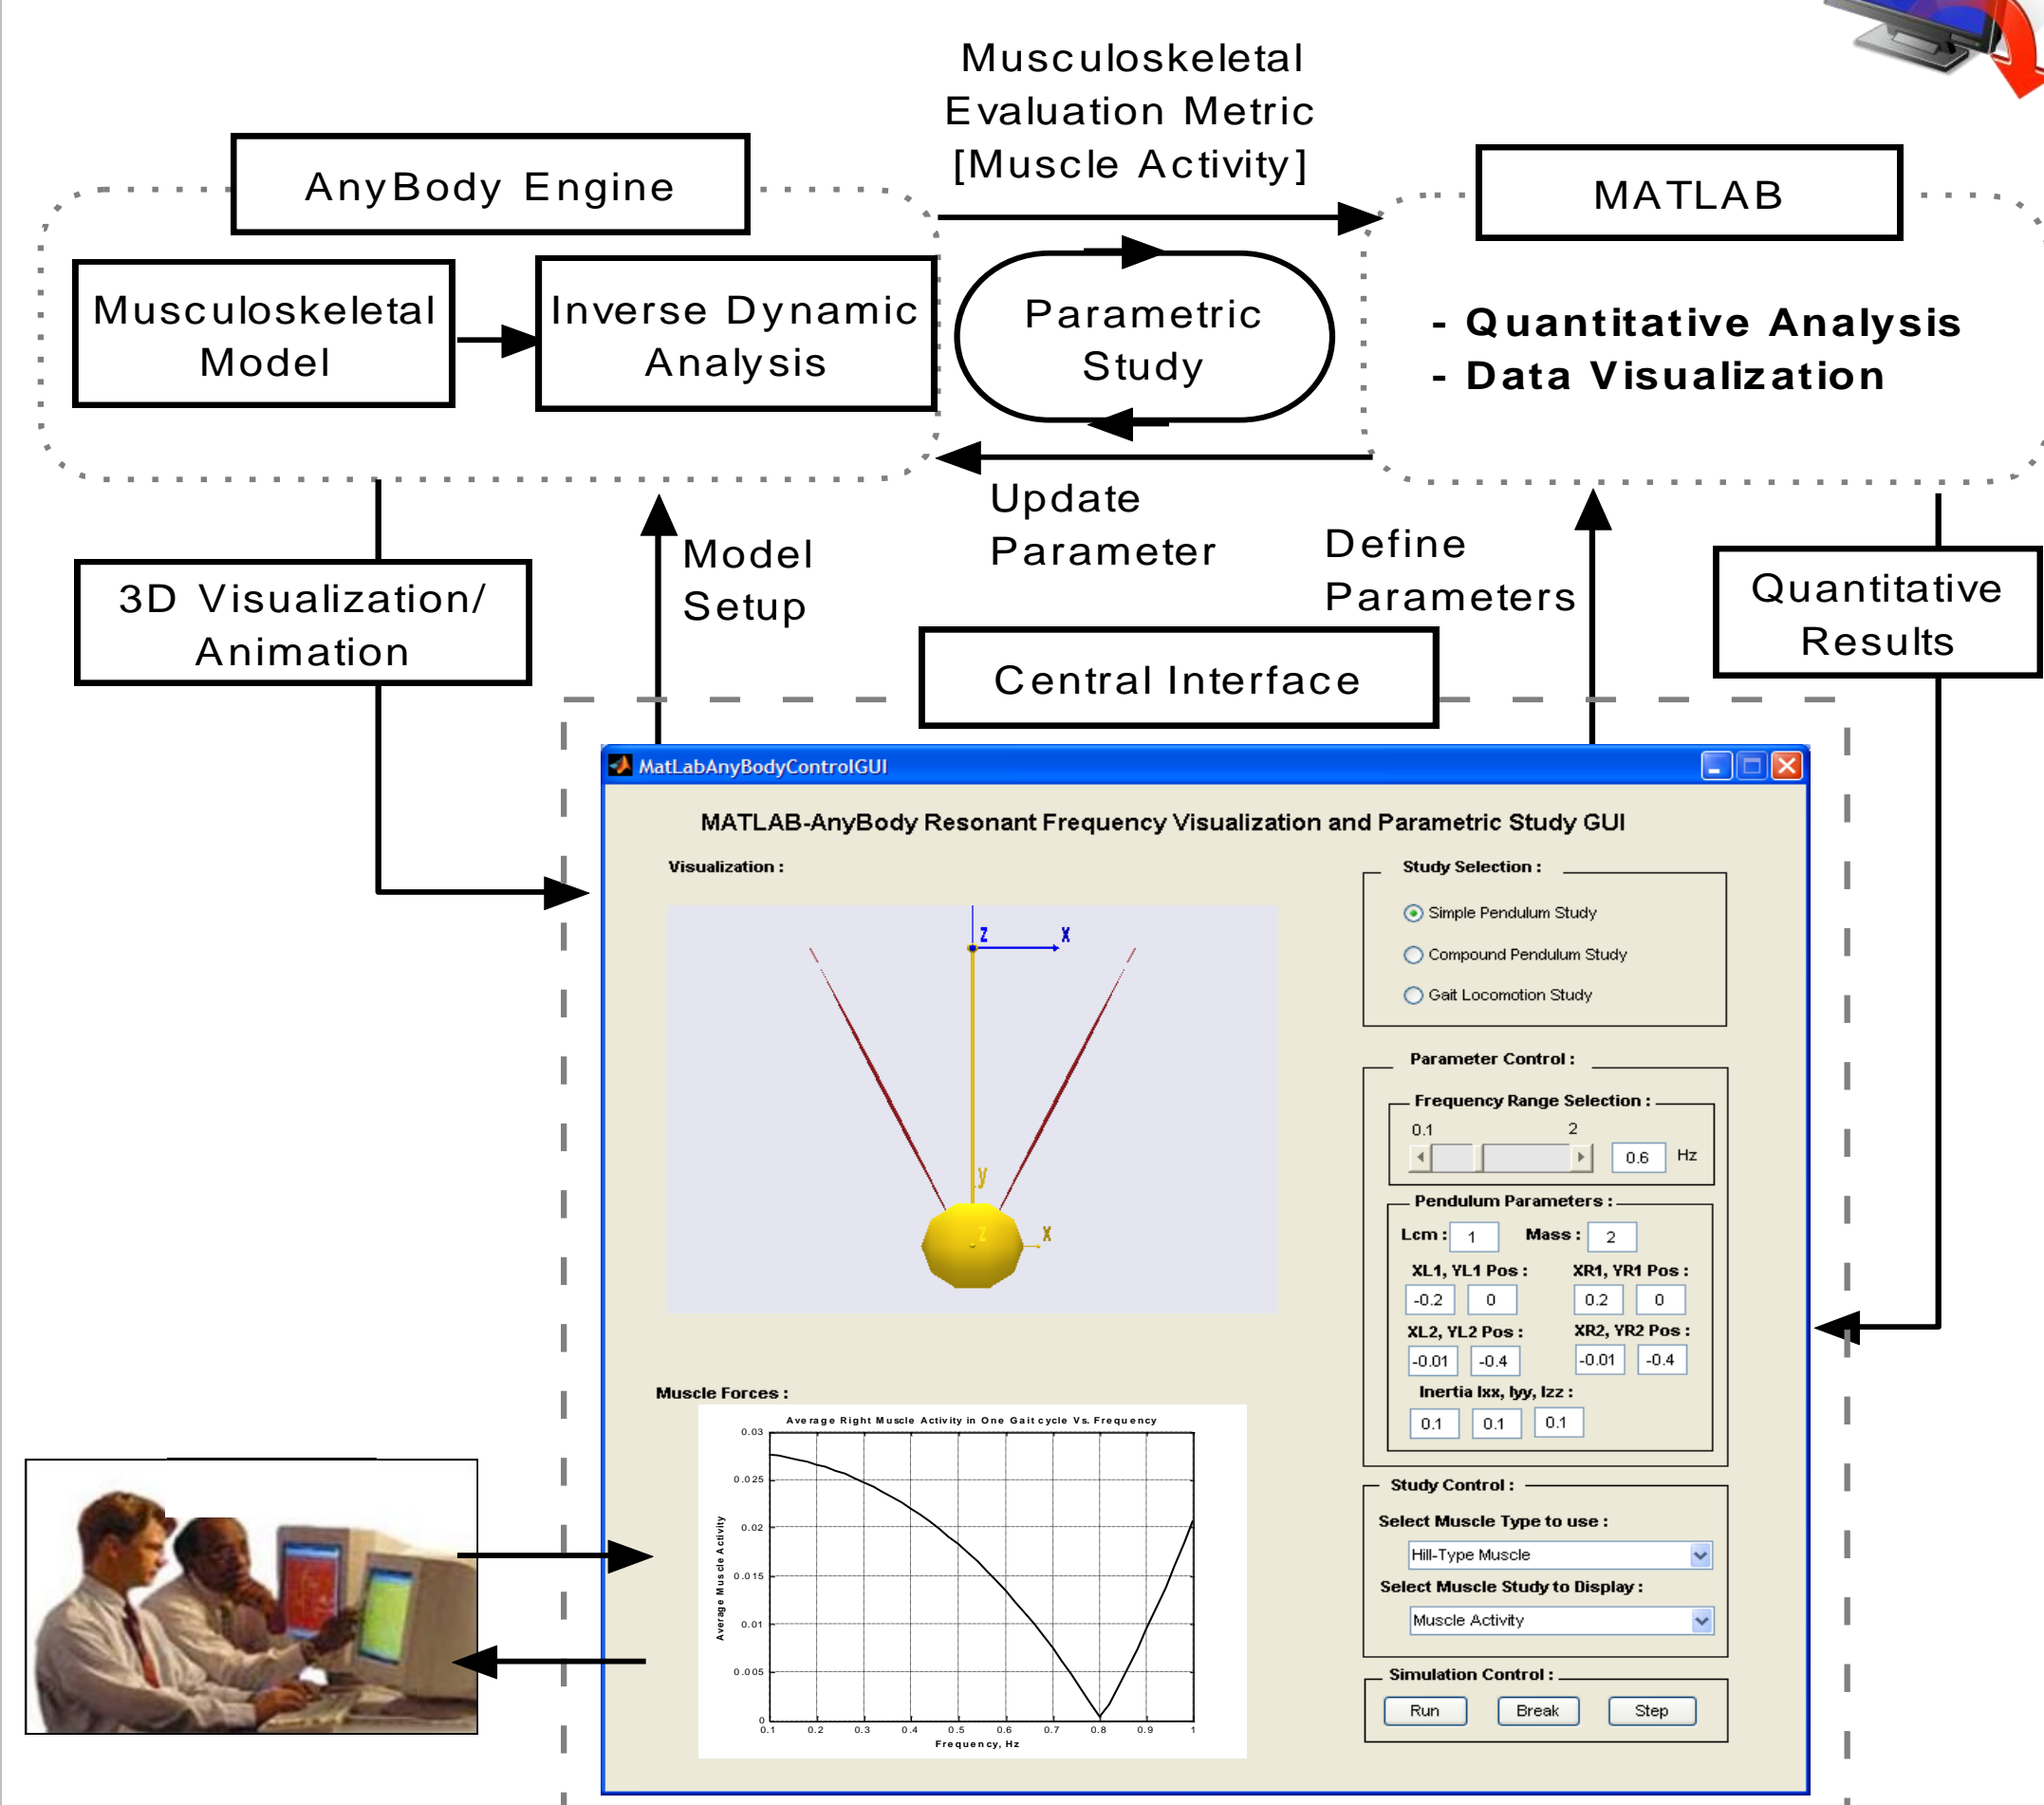 Musculoskeletal
Evaluation Metric
[Muscle Activity]
AnyBody Engine
MATLAB
Musculoskeletal
Model
Inverse Dynamic
Analysis
Parametric
Study
- Quantitative Analysis
- Data Visualization
Update
Parameter
Model
Setup
Define
Parameters
3D Visualization/
Animation
Quantitative
Results
Central Interface
MatLabAnyBodyControlGUI
MATLAB-AnyBody Resonant Frequency Visualization and Parametric Study GUI
Visualization :
z x
y
z x
Study Selection :
Simple Pendulum Study
Compound Pendulum Study
Gait Locomotion Study
Parameter Control :
Frequency Range Selection :
0.1 2
0.6 Hz
Pendulum Parameters :
Lcm : 1 Mass : 2
XL1, YL1 Pos : XR1, YR1 Pos :
-0.2 0 0.2 0
XL2, YL2 Pos : XR2, YR2 Pos :
-0.01 -0.4 -0.01 -0.4
Inertia Ixx, Iyy, Izz :
0.1 0.1 0.1
Muscle Forces :
Average Right Muscle Activity in One Gait cycle Vs. Frequency
Average Muscle Activity
0.03
0.025
0.02
0.015
0.01
0.005
0
0.1 0.2 0.3 0.4 0.5 0.6 0.7 0.8 0.9 1
Frequency, Hz
Study Control :
Select Muscle Type to use :
Hill-Type Muscle
Select Muscle Study to Display :
Muscle Activity
Simulation Control :
Run Break Step